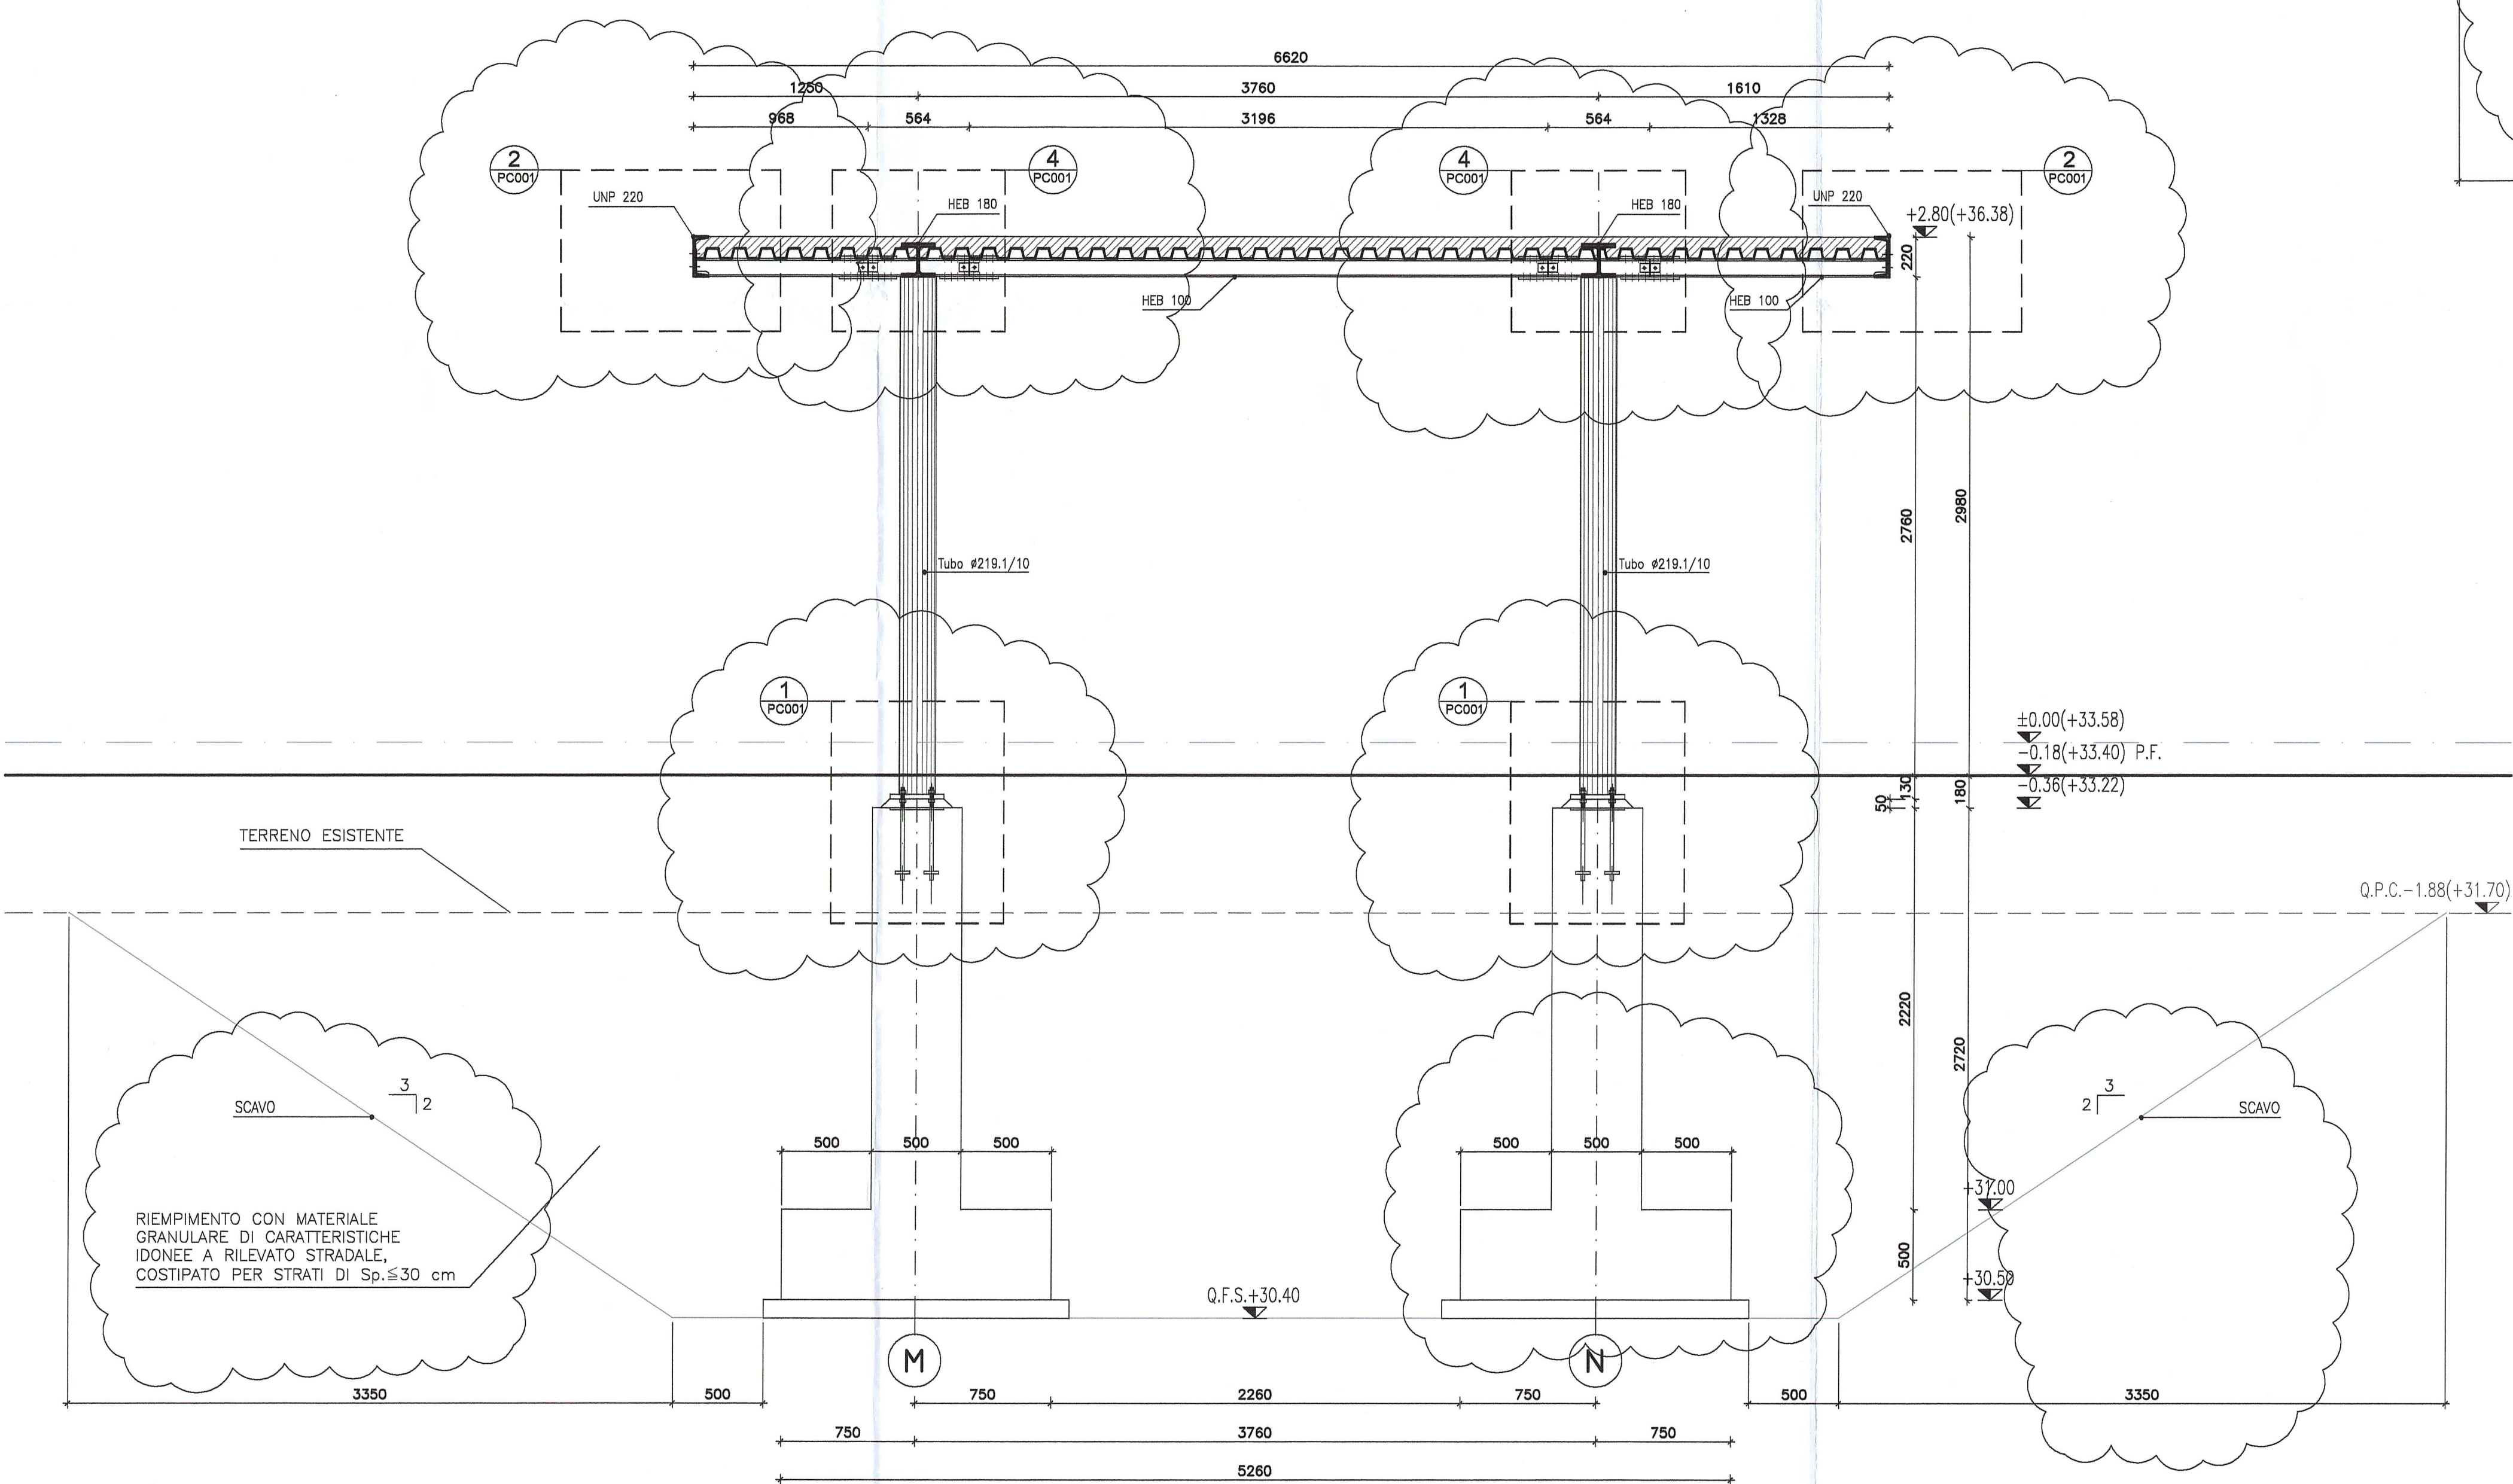 6620
1250 3760 1610
968 564 3196 564 1328
2
PC001
4
PC001
4
PC001
2
PC001
UNP 220
HEB 180
HEB 180
UNP 220
+2.80(+36.38)
220
HEB 100
HEB 100
2760
2980
Tubo ø219.1/10
Tubo ø219.1/10
1
PC001
1
PC001
±0.00(+33.58)
-0.18(+33.40) P.F.
-0.36(+33.22)
50
130
180
TERRENO ESISTENTE
Q.P.C.-1.88(+31.70)
2220
2720
SCAVO
3
2
3
2
SCAVO
500 500 500
500 500 500
+31.00
500
+30.50
RIEMPIMENTO CON MATERIALE
GRANULARE DI CARATTERISTICHE
IDONEE A RILEVATO STRADALE,
COSTIPATO PER STRATI DI Sp.≦30 cm
Q.F.S.+30.40
M
N
3350 500 750 2260 750 500 3350
750 3760 750
5260